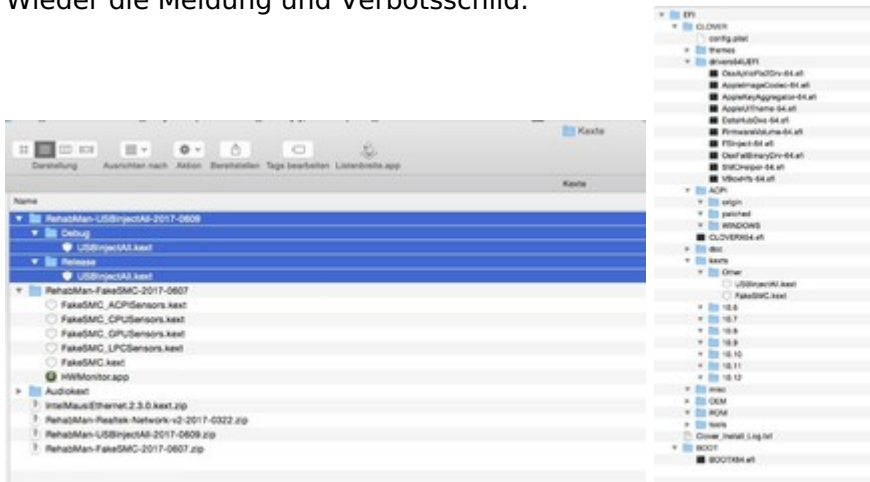 Wieder die Meldung und Verbotsschild.
Kexte
Darstellung Ausrichten nach Aktion Bereitstellen Tags bearbeiten Listenbreite.app
Kexte
Name
RehabMan-USBInjectAll-2017-0609
Debug
USBInjectAll.kext
Release
USBInjectAll.kext
RehabMan-FakeSMC-2017-0607
FakeSMC_ACPISensors.kext
FakeSMC_CPUSensors.kext
FakeSMC_GPUSensors.kext
FakeSMC_LPCSensors.kext
FakeSMC.kext
HWMonitor.app
Audiokext
IntelMausiEthernet.2.3.0.kext.zip
RehabMan-Realtek-Network-v2-2017-0322.zip
RehabMan-USBInjectAll-2017-0609.zip
RehabMan-FakeSMC-2017-0607.zip
EFI
CLOVER
config.plist
themes
drivers64UEFI
OsxAptioFix2Drv-64.efi
AppleImageCodec-64.efi
AppleKeyAggregator-64.efi
AppleUITheme-64.efi
DataHubDxe-64.efi
FirmwareVolume-64.efi
FSInject-64.efi
OsxFatBinaryDrv-64.efi
SMCHelper-64.efi
VBoxHfs-64.efi
ACPI
origin
patched
WINDOWS
CLOVERX64.efi
doc
kexts
Other
USBInjectAll.kext
FakeSMC.kext
10.6
10.7
10.8
10.9
10.10
10.11
10.12
misc
OEM
ROM
tools
Clover_Install_Log.txt
BOOT
BOOTX64.efi